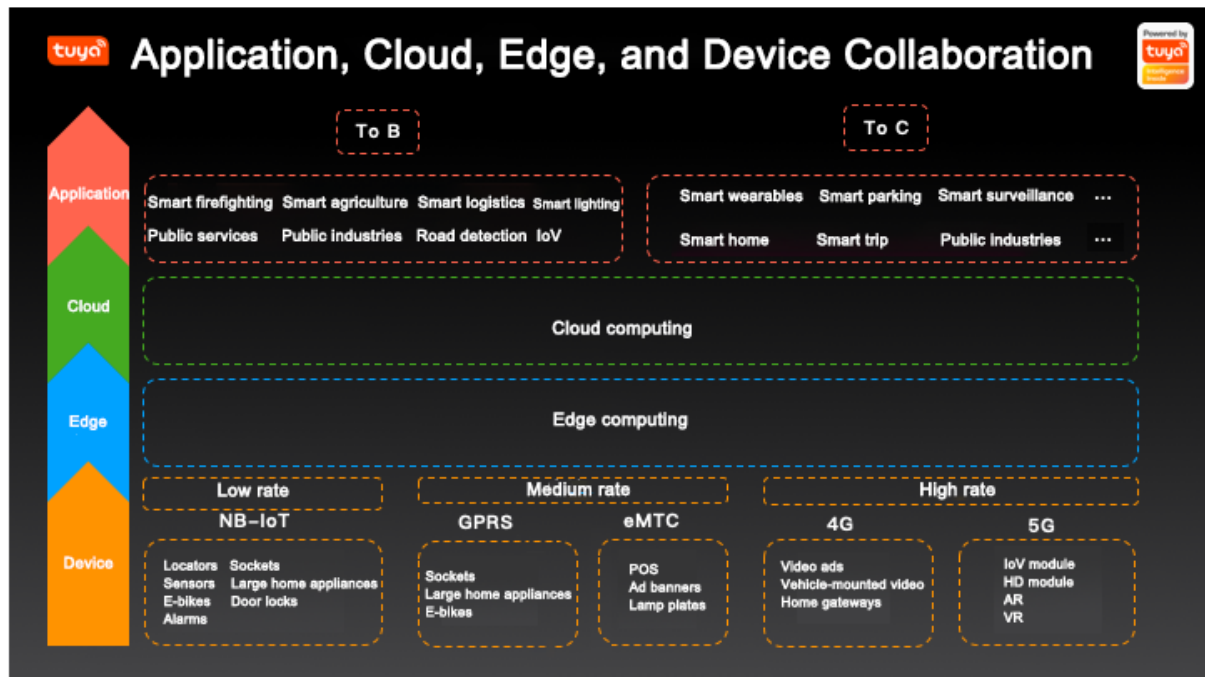 tuya
Application, Cloud, Edge, and Device Collaboration
Powered by
tuya
Intelligence
Inside
To B
To C
Application
Smart firefighting Smart agriculture Smart logistics Smart lighting
Public services Public industries Road detection IoV
Smart wearables Smart parking Smart surveillance ...
Smart home Smart trip Public industries ...
Cloud
Cloud computing
Edge
Edge computing
Device
Low rate
Medium rate
High rate
NB-IoT
GPRS
eMTC
4G
5G
Locators Sockets
Sensors Large home appliances
E-bikes Door locks
Alarms
Sockets
Large home appliances
E-bikes
POS
Ad banners
Lamp plates
Video ads
Vehicle-mounted video
Home gateways
IoV module
HD module
AR
VR